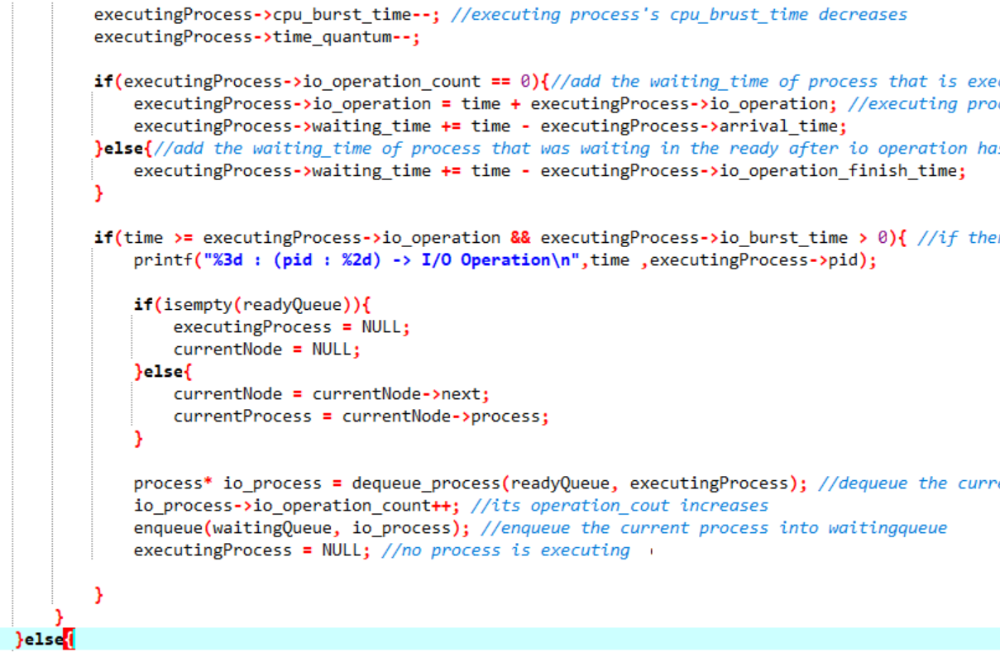 executingProcess->cpu_burst_time--; //executing process's cpu_brust_time decreases
executingProcess->time_quantum--;
if(executingProcess->io_operation_count == 0){//add the waiting_time of process that is exe
executingProcess->io_operation = time + executingProcess->io_operation; //executing pro
executingProcess->waiting_time += time - executingProcess->arrival_time;
}else{//add the waiting_time of process that was waiting in the ready after io operation has
executingProcess->waiting_time += time - executingProcess->io_operation_finish_time;
}
if(time >= executingProcess->io_operation && executingProcess->io_burst_time > 0){ //if the
printf("%3d : (pid : %2d) -> I/O Operation\n",time ,executingProcess->pid);
if(isempty(readyQueue)){
executingProcess = NULL;
currentNode = NULL;
}else{
currentNode = currentNode->next;
currentProcess = currentNode->process;
}
process* io_process = dequeue_process(readyQueue, executingProcess); //dequeue the curr
io_process->io_operation_count++; //its operation_cout increases
enqueue(waitingQueue, io_process); //enqueue the current process into waitingqueue
executingProcess = NULL; //no process is executing
}
}
}else{